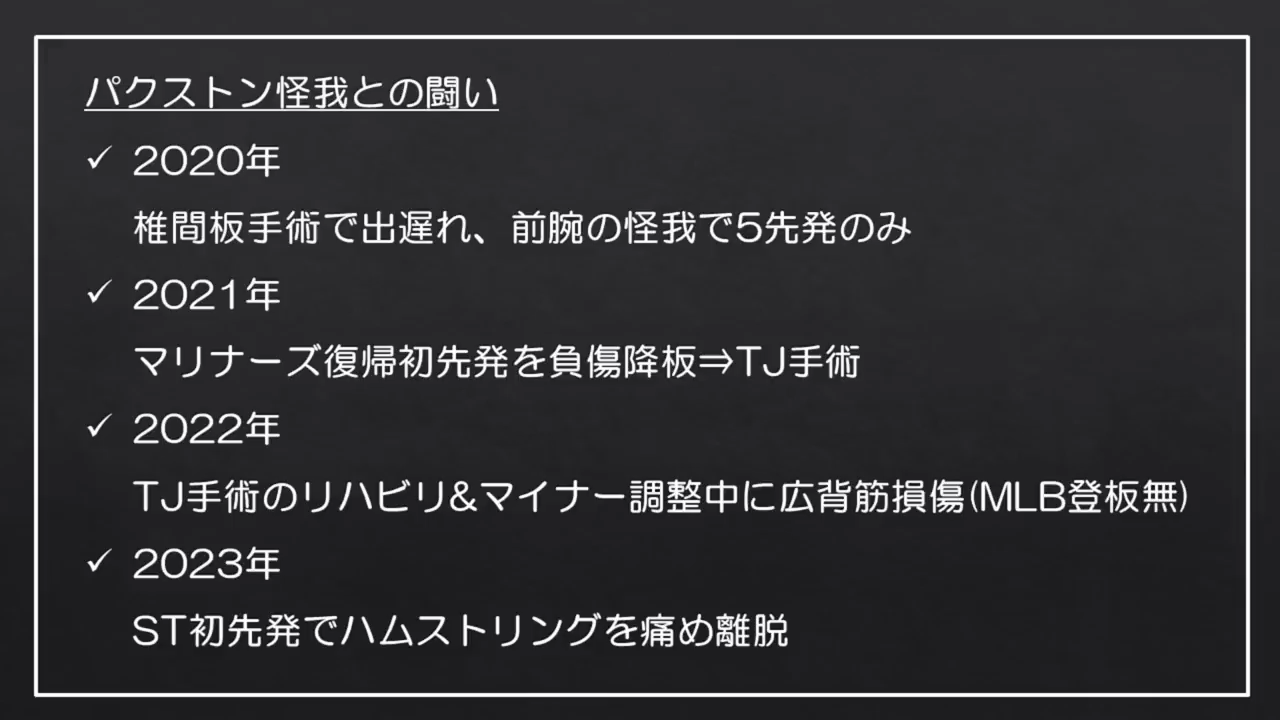 パクストン怪我との闘い
✓ 2020年
椎間板手術で出遅れ、前腕の怪我で5先発のみ
✓ 2021年
マリナーズ復帰初先発を負傷降板⇒TJ手術
✓ 2022年
TJ手術のリハビリ&マイナー調整中に広背筋損傷(MLB登板無)
✓ 2023年
ST初先発でハムストリングを痛め離脱